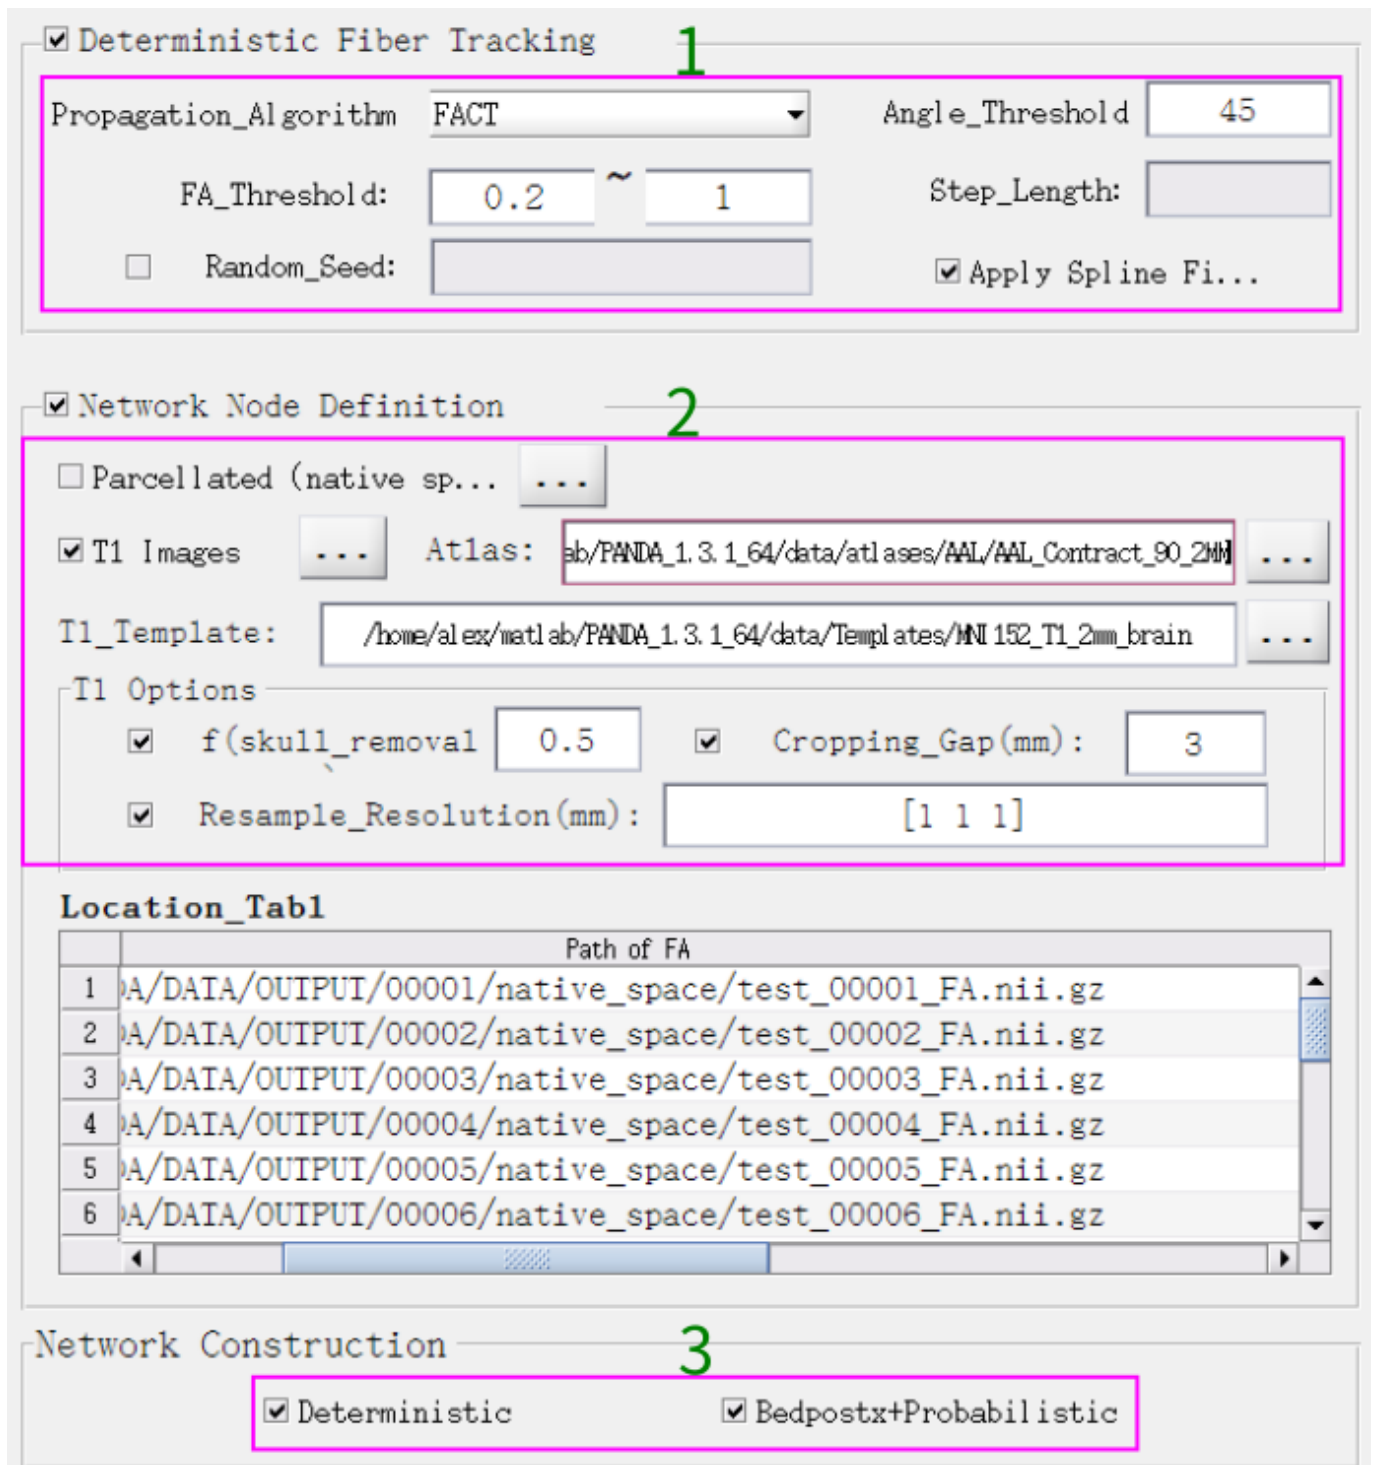 Deterministic Fiber Tracking 1
Propagation_Algorithm FACT Angle_Threshold 45
FA_Threshold: 0.2 ~ 1 Step_Length:
Random_Seed: Apply Spline Fi...
Network Node Definition 2
Parcellated (native sp... ...
T1 Images ... Atlas: ab/PANDA_1.3.1_64/data/atlases/AAL/AAL_Contract_90_2MM ...
T1_Template: /home/alex/matlab/PANDA_1.3.1_64/data/Templates/MNI152_T1_2mm_brain ...
T1 Options
f(skull_removal 0.5 Cropping_Gap(mm): 3
Resample_Resolution(mm): [1 1 1]
Location_Tabl
Path of FA
1 A/DATA/OUTPUT/00001/native_space/test_00001_FA.nii.gz
2 A/DATA/OUTPUT/00002/native_space/test_00002_FA.nii.gz
3 A/DATA/OUTPUT/00003/native_space/test_00003_FA.nii.gz
4 A/DATA/OUTPUT/00004/native_space/test_00004_FA.nii.gz
5 A/DATA/OUTPUT/00005/native_space/test_00005_FA.nii.gz
6 A/DATA/OUTPUT/00006/native_space/test_00006_FA.nii.gz
Network Construction 3
Deterministic Bedpostx+Probabilistic